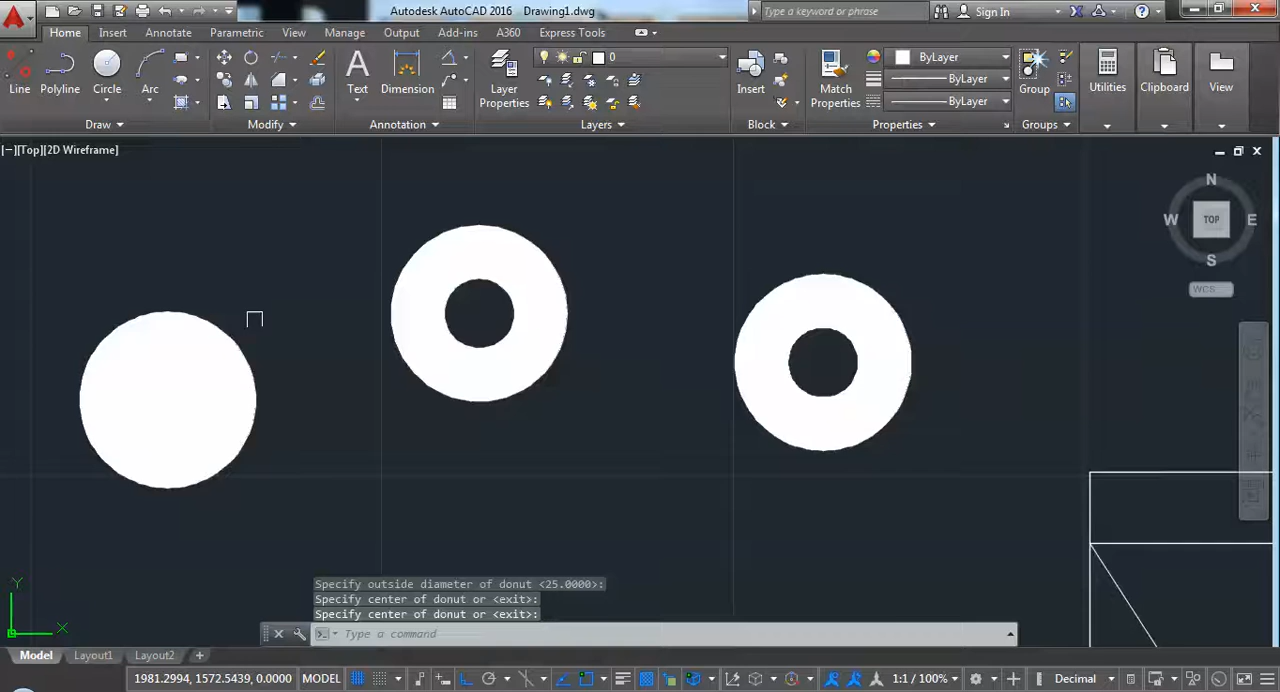 Autodesk AutoCAD 2016 Drawing1.dwg
Type a keyword or phrase
Sign In
Home Insert Annotate Parametric View Manage Output Add-ins A360 Express Tools
0
ByLayer
ByLayer
ByLayer
Line Polyline Circle Arc
Text Dimension
Layer Properties
Insert
Match Properties
Group
Utilities
Clipboard
View
Draw Modify Annotation Layers Block Properties Groups
[−][Top][2D Wireframe]
N
W TOP E
S
WCS
Specify outside diameter of donut <25.0000>:
Specify center of donut or <exit>:
Specify center of donut or <exit>:
Type a command
Y
X
Model Layout1 Layout2 +
1981.2994, 1572.5439, 0.0000 MODEL 1:1 / 100% Decimal